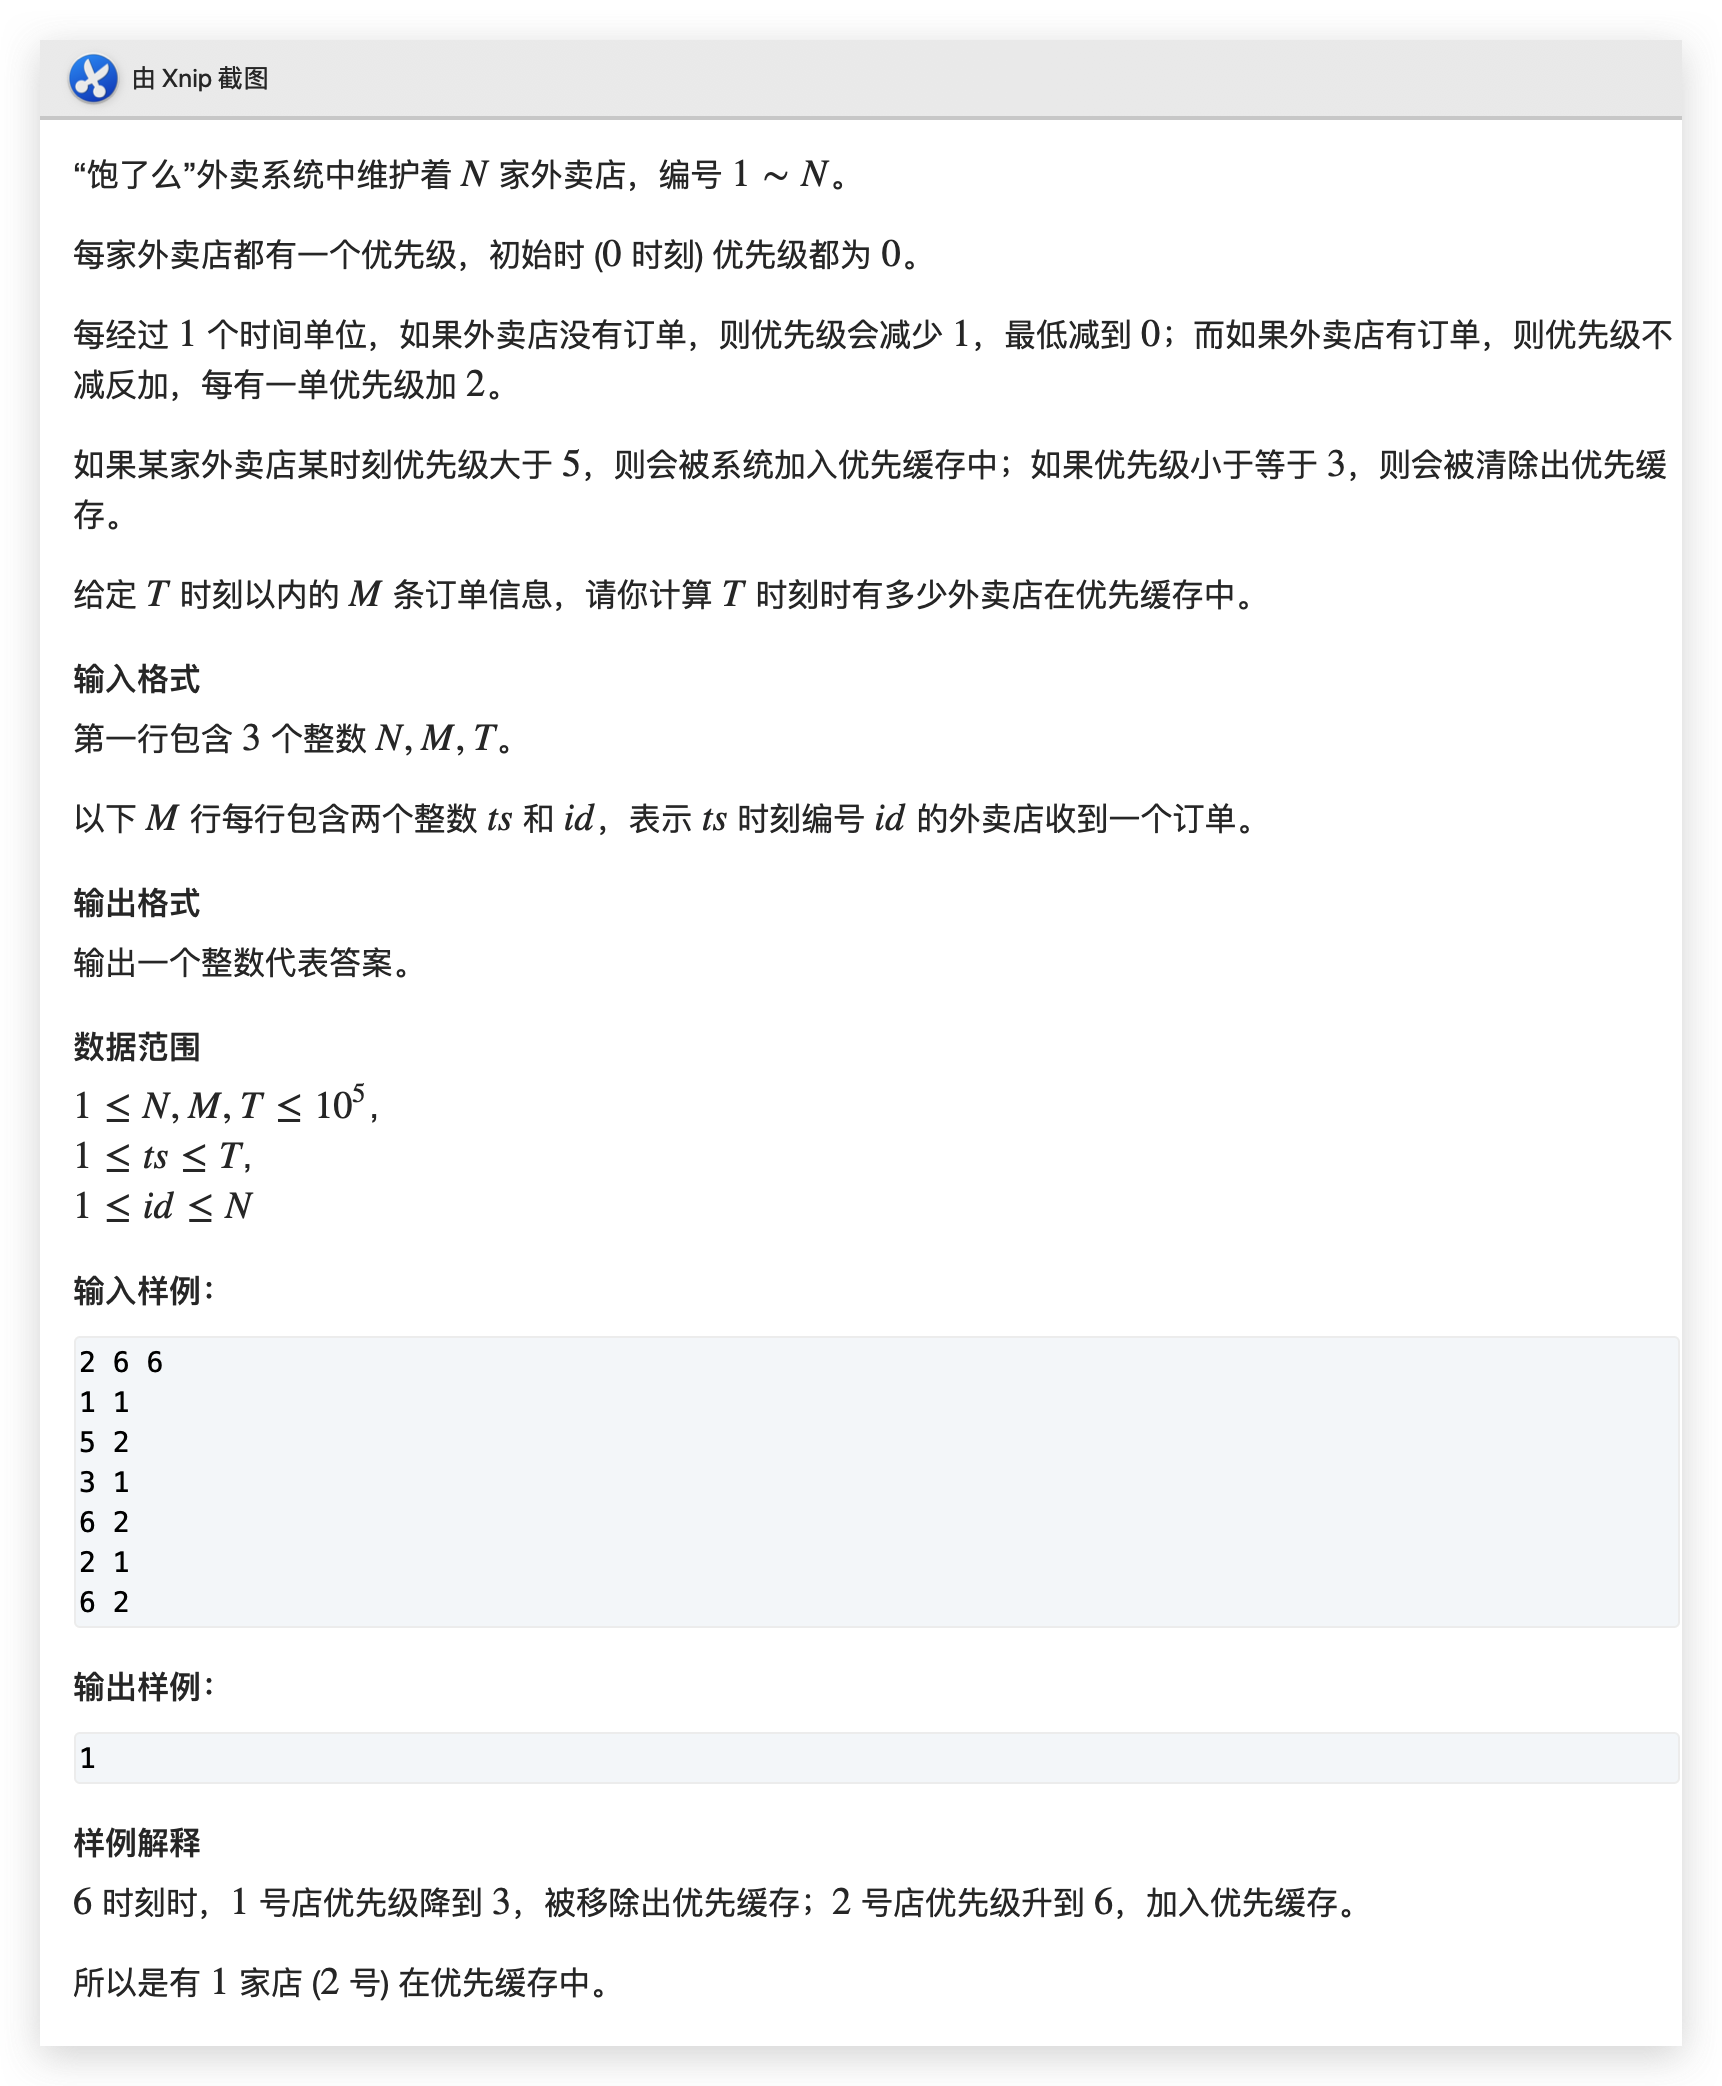 由 Xnip 截图
“饱了么”外卖系统中维护着 N 家外卖店，编号 1 ~ N。
每家外卖店都有一个优先级，初始时 (0 时刻) 优先级都为 0。
每经过 1 个时间单位，如果外卖店没有订单，则优先级会减少 1，最低减到 0；而如果外卖店有订单，则优先级不
减反加，每有一单优先级加 2。
如果某家外卖店某时刻优先级大于 5，则会被系统加入优先缓存中；如果优先级小于等于 3，则会被清除出优先缓
存。
给定 T 时刻以内的 M 条订单信息，请你计算 T 时刻时有多少外卖店在优先缓存中。
输入格式
第一行包含 3 个整数 N, M, T。
以下 M 行每行包含两个整数 ts 和 id，表示 ts 时刻编号 id 的外卖店收到一个订单。
输出格式
输出一个整数代表答案。
数据范围
1 ≤ N, M, T ≤ 10⁵,
1 ≤ ts ≤ T,
1 ≤ id ≤ N
输入样例：
2 6 6
1 1
5 2
3 1
6 2
2 1
6 2
输出样例：
1
样例解释
6 时刻时，1 号店优先级降到 3，被移除出优先缓存；2 号店优先级升到 6，加入优先缓存。
所以是有 1 家店 (2 号) 在优先缓存中。